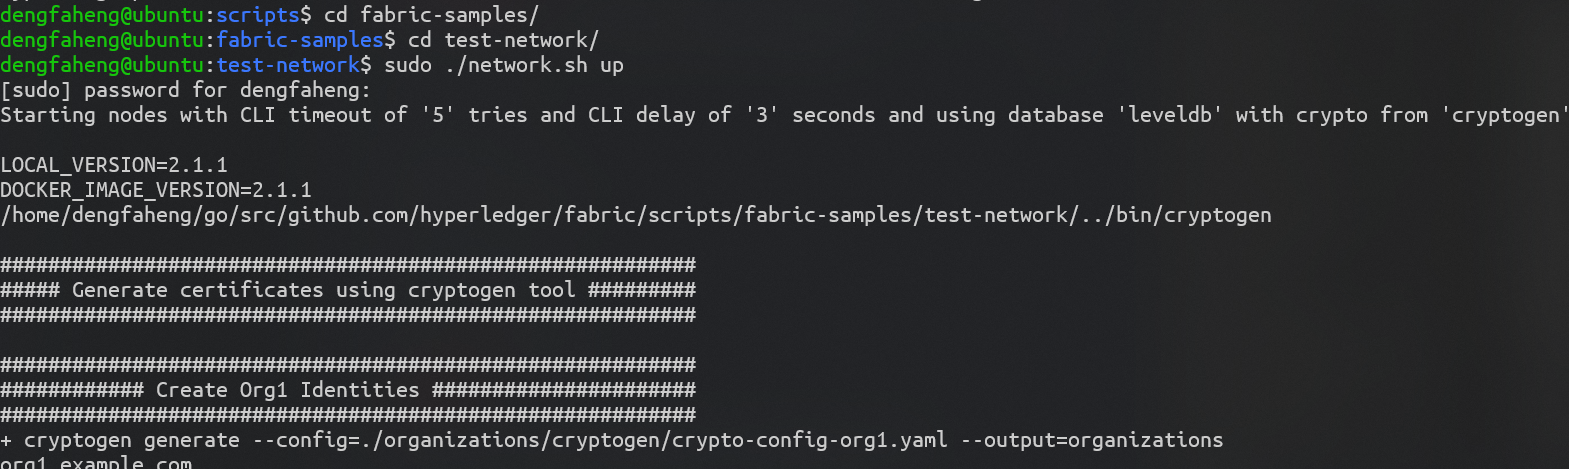 dengfaheng@ubuntu:scripts$ cd fabric-samples/
dengfaheng@ubuntu:fabric-samples$ cd test-network/
dengfaheng@ubuntu:test-network$ sudo ./network.sh up
[sudo] password for dengfaheng:
Starting nodes with CLI timeout of '5' tries and CLI delay of '3' seconds and using database 'leveldb' with crypto from 'cryptogen'
LOCAL_VERSION=2.1.1
DOCKER_IMAGE_VERSION=2.1.1
/home/dengfaheng/go/src/github.com/hyperledger/fabric/scripts/fabric-samples/test-network/../bin/cryptogen
##########################################################
##### Generate certificates using cryptogen tool #########
##########################################################
##########################################################
############ Create Org1 Identities ######################
##########################################################
+ cryptogen generate --config=./organizations/cryptogen/crypto-config-org1.yaml --output=organizations
org1.example.com